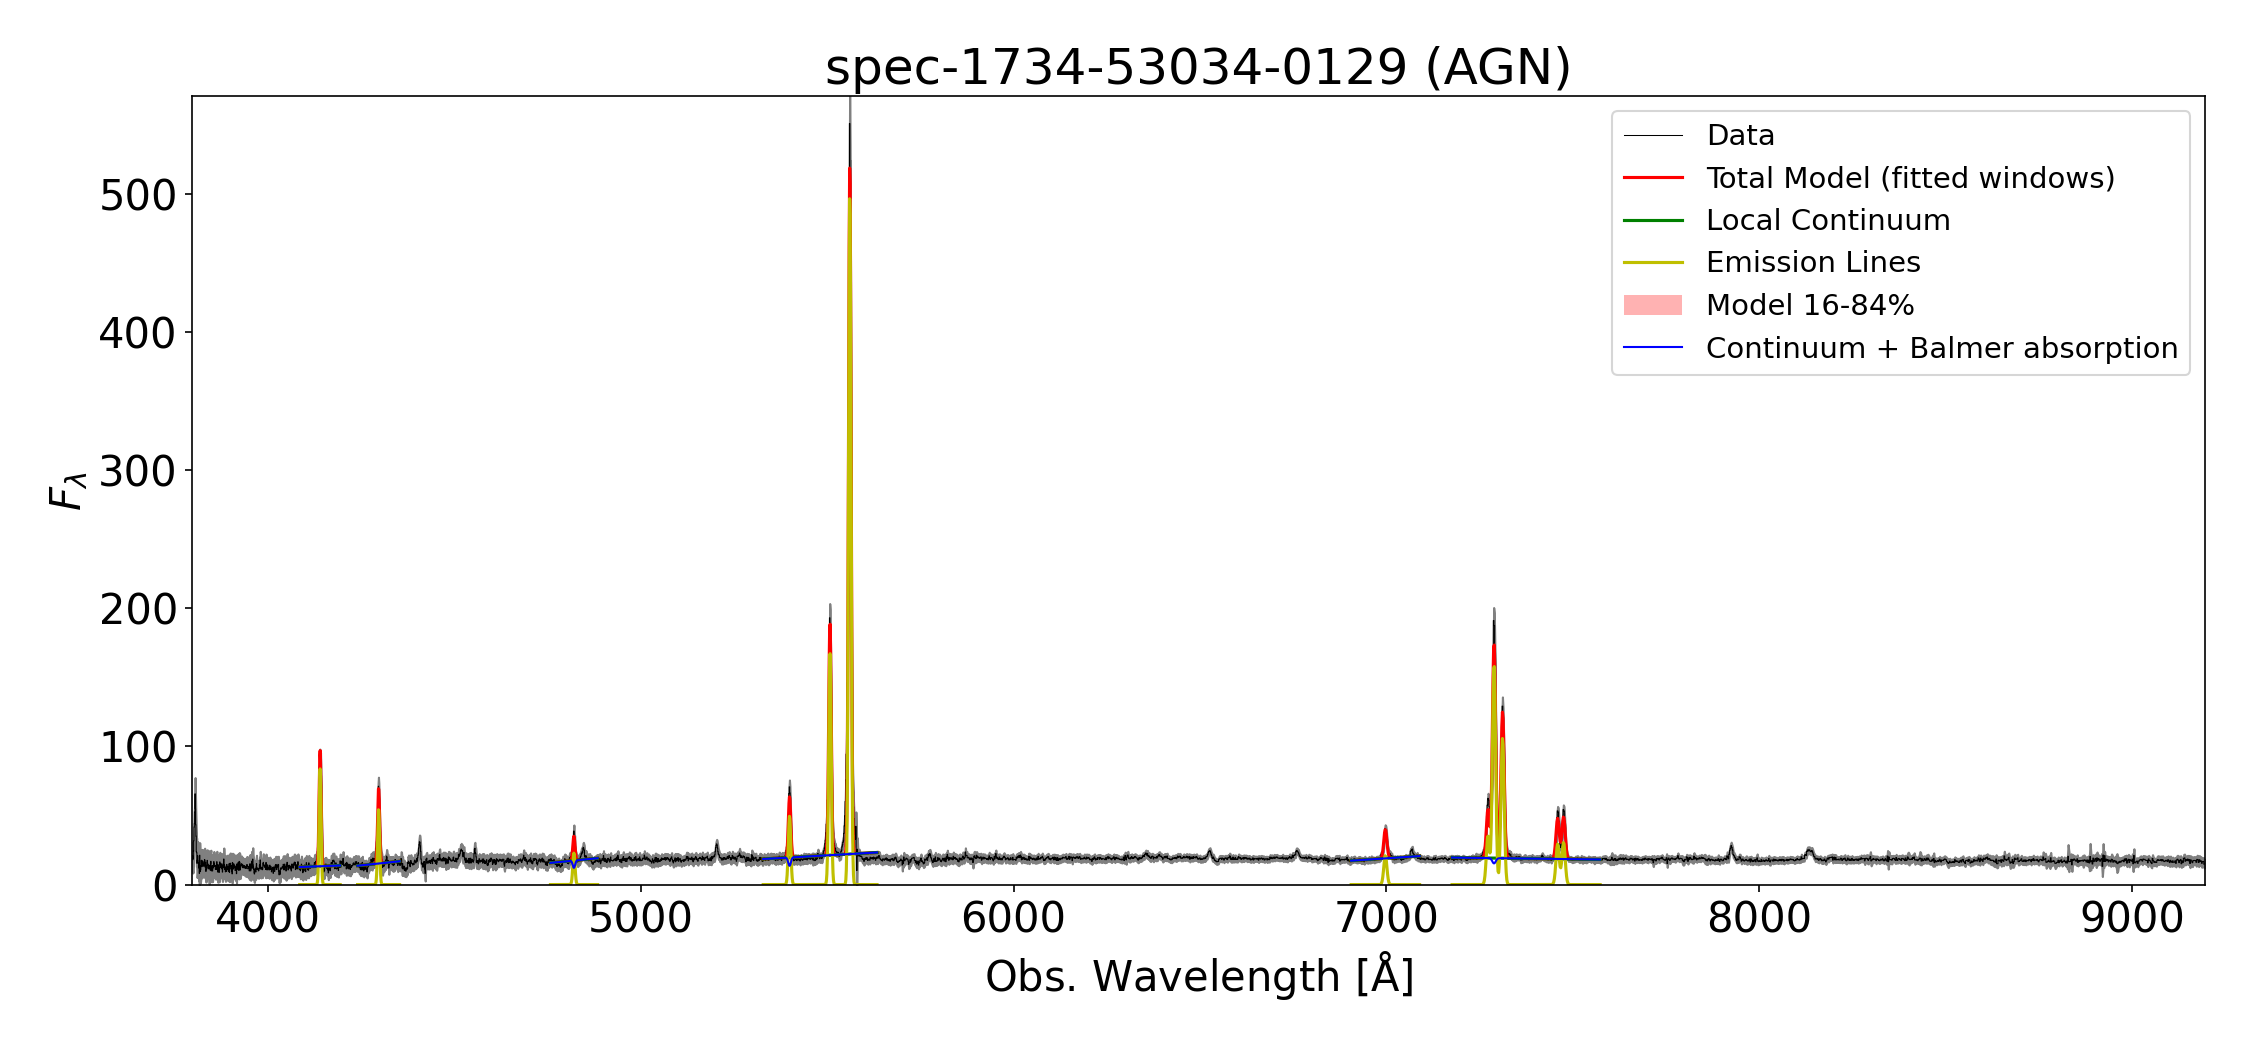 spec-1734-53034-0129 (AGN)
Data
Total Model (fitted windows)
Local Continuum
Emission Lines
Model 16-84%
Continuum + Balmer absorption
500
400
300
200
100
0
F_λ
4000 5000 6000 7000 8000 9000
Obs. Wavelength [Å]